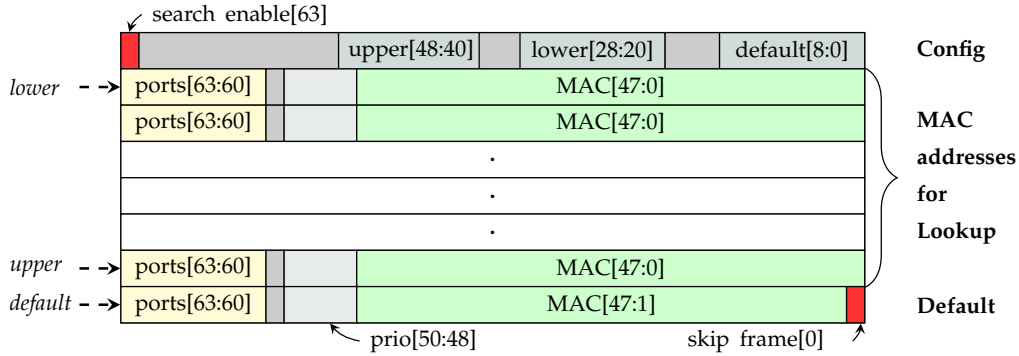 search enable[63]
upper[48:40] lower[28:20] default[8:0] Config
lower ports[63:60] MAC[47:0]
ports[63:60] MAC[47:0] MAC
. addresses
. for
. Lookup
upper ports[63:60] MAC[47:0]
default ports[63:60] MAC[47:1] Default
prio[50:48] skip frame[0]